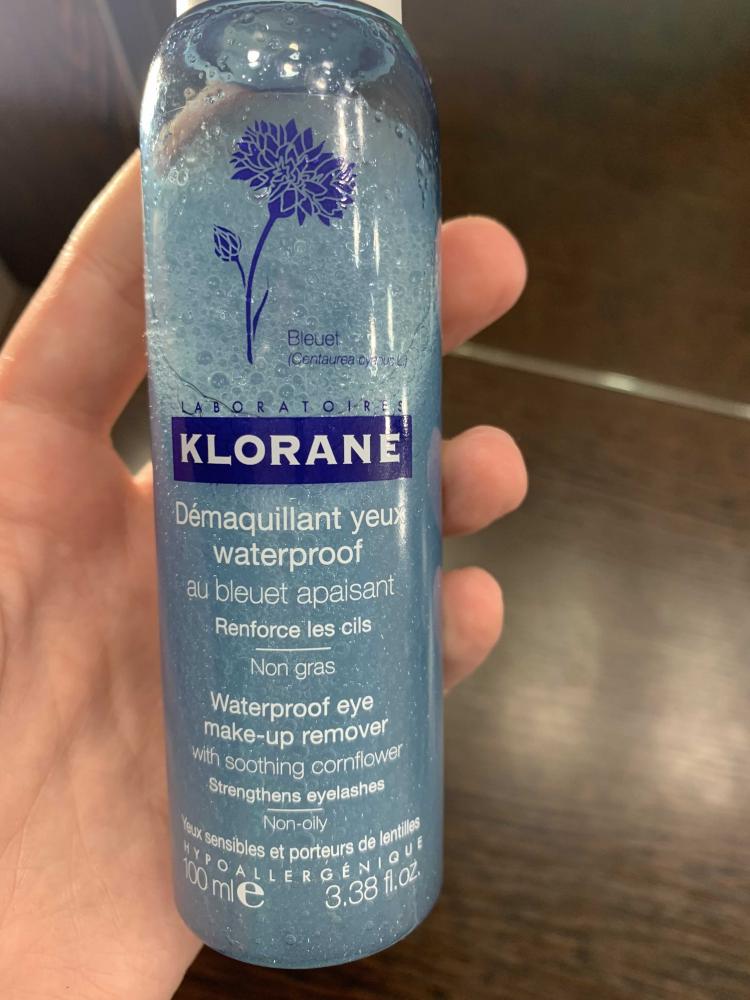 Bleuet
(Centaurea cyanus L.)
LABORATOIRES
KLORANE
Démaquillant yeux
waterproof
au bleuet apaisant
Renforce les cils
Non gras
Waterproof eye
make-up remover
with soothing cornflower
Strengthens eyelashes
Non-oily
Yeux sensibles et porteurs de lentilles
HYPOALLERGÉNIQUE
100 ml e 3.38 fl.oz.